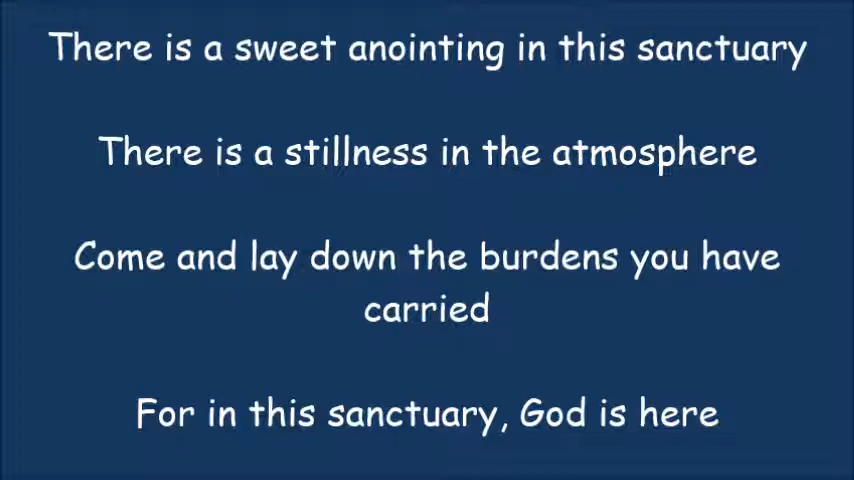 There is a sweet anointing in this sanctuary
There is a stillness in the atmosphere
Come and lay down the burdens you have
carried
For in this sanctuary, God is here